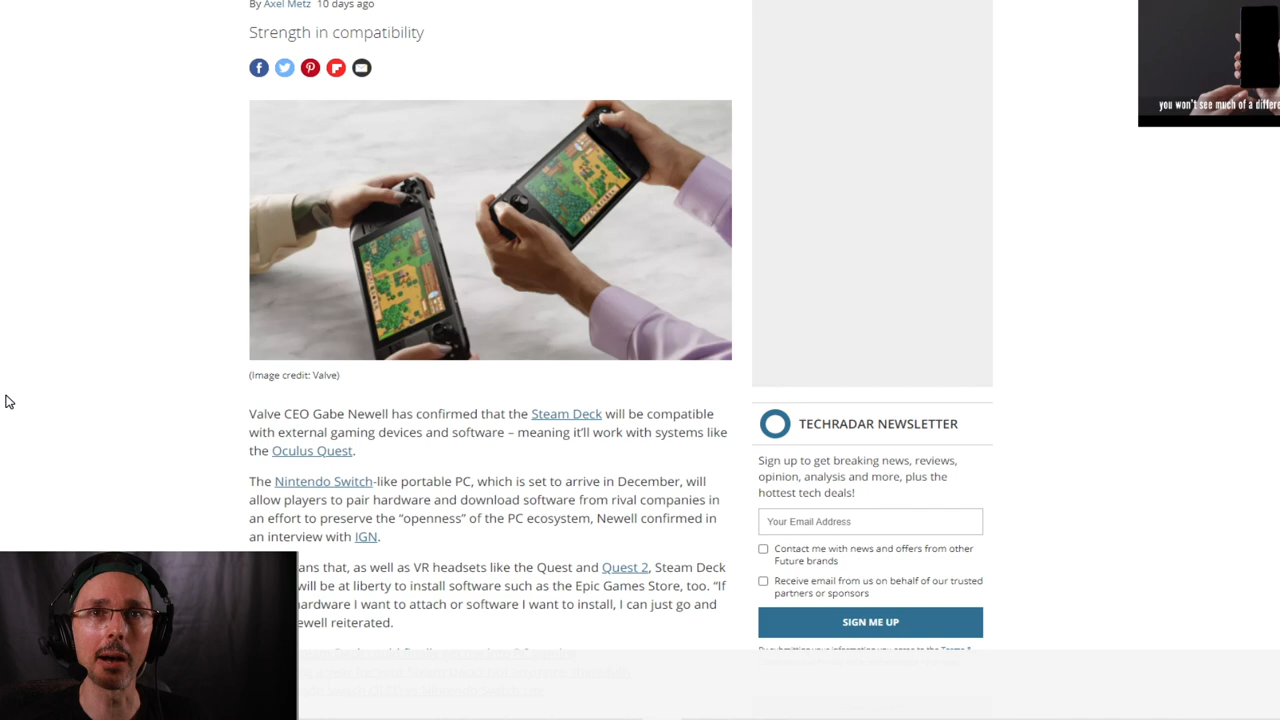 By Axel Metz 10 days ago
Strength in compatibility
you won't see much of a differe
(Image credit: Valve)
Valve CEO Gabe Newell has confirmed that the Steam Deck will be compatible
with external gaming devices and software – meaning it'll work with systems like
the Oculus Quest.
The Nintendo Switch-like portable PC, which is set to arrive in December, will
allow players to pair hardware and download software from rival companies in
an effort to preserve the “openness” of the PC ecosystem, Newell confirmed in
an interview with IGN.
ans that, as well as VR headsets like the Quest and Quest 2, Steam Deck
will be at liberty to install software such as the Epic Games Store, too. “If
ardware I want to attach or software I want to install, I can just go and
ewell reiterated.
TECHRADAR NEWSLETTER
Sign up to get breaking news, reviews,
opinion, analysis and more, plus the
hottest tech deals!
Your Email Address
Contact me with news and offers from other
Future brands
Receive email from us on behalf of our trusted
partners or sponsors
SIGN ME UP